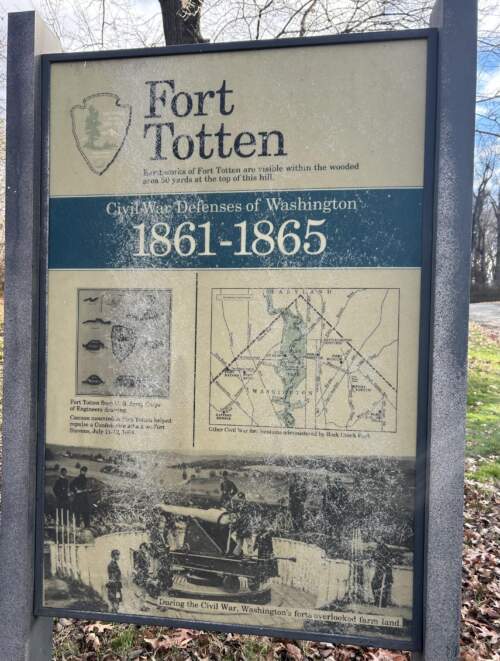 Fort
Totten
Earthworks of Fort Totten are visible within the wooded
area 50 yards at the top of this hill.
Civil War Defenses of Washington
1861-1865
MARYLAND
WASHINGTON
Fort Totten from U. S. Army, Corps
of Engineers drawing.
Cannon mounted in Fort Totten helped
repulse a Confederate attack on Fort
Stevens, July 11-12, 1864.
Other Civil War fortifications administered by Rock Creek Park
During the Civil War, Washington's forts overlooked farm land.